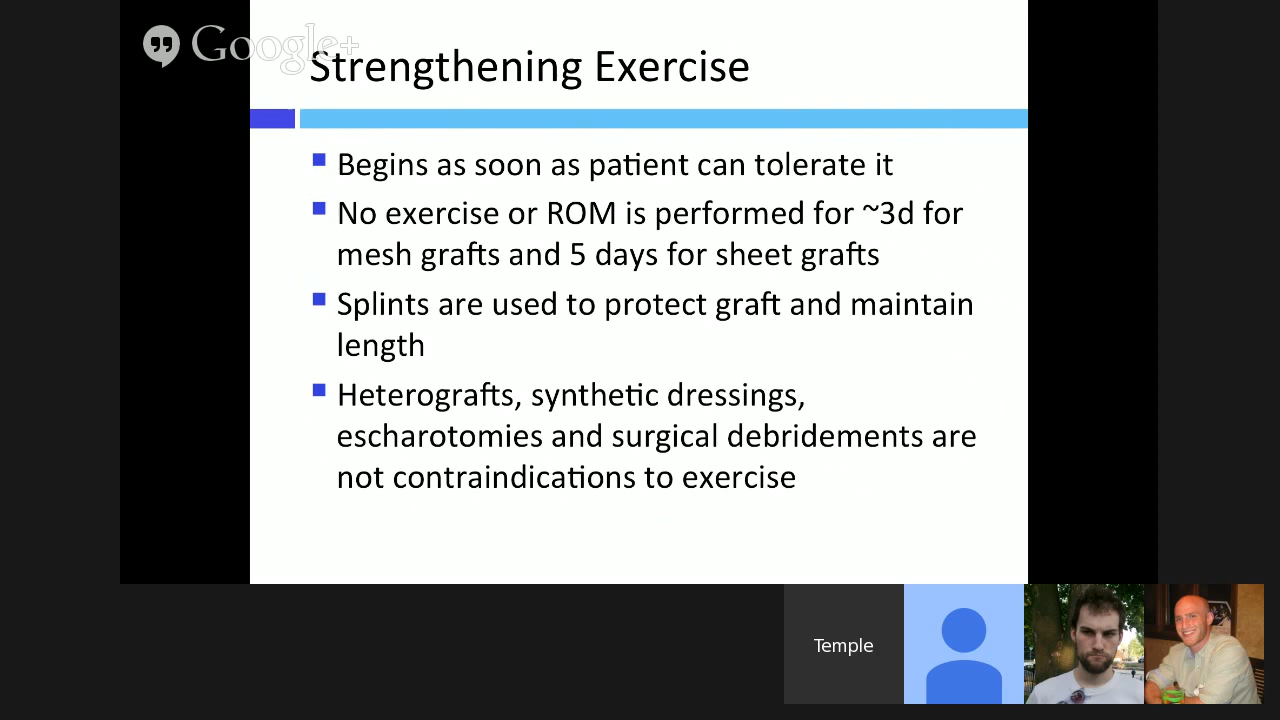 Google+
Strengthening Exercise
Begins as soon as patient can tolerate it
No exercise or ROM is performed for ~3d for
mesh grafts and 5 days for sheet grafts
Splints are used to protect graft and maintain
length
Heterografts, synthetic dressings,
escharotomies and surgical debridements are
not contraindications to exercise
Temple